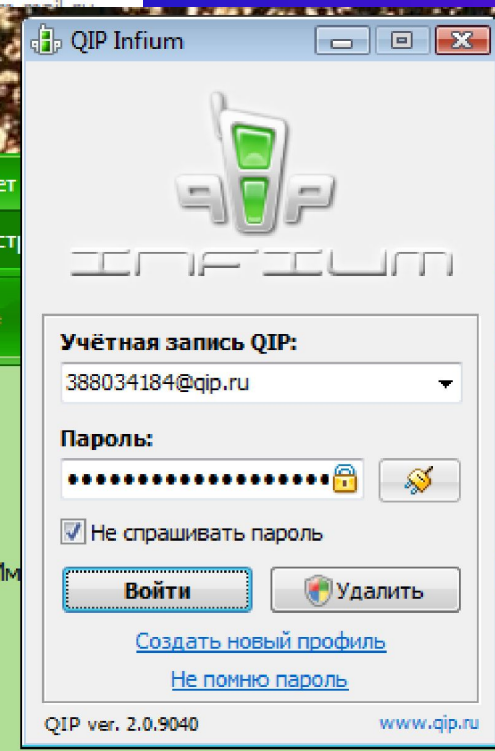 QIP Infium
qip
INFIUM
Учётная запись QIP:
388034184@qip.ru
Пароль:
Не спрашивать пароль
Войти
Удалить
Создать новый профиль
Не помню пароль
QIP ver. 2.0.9040
www.qip.ru